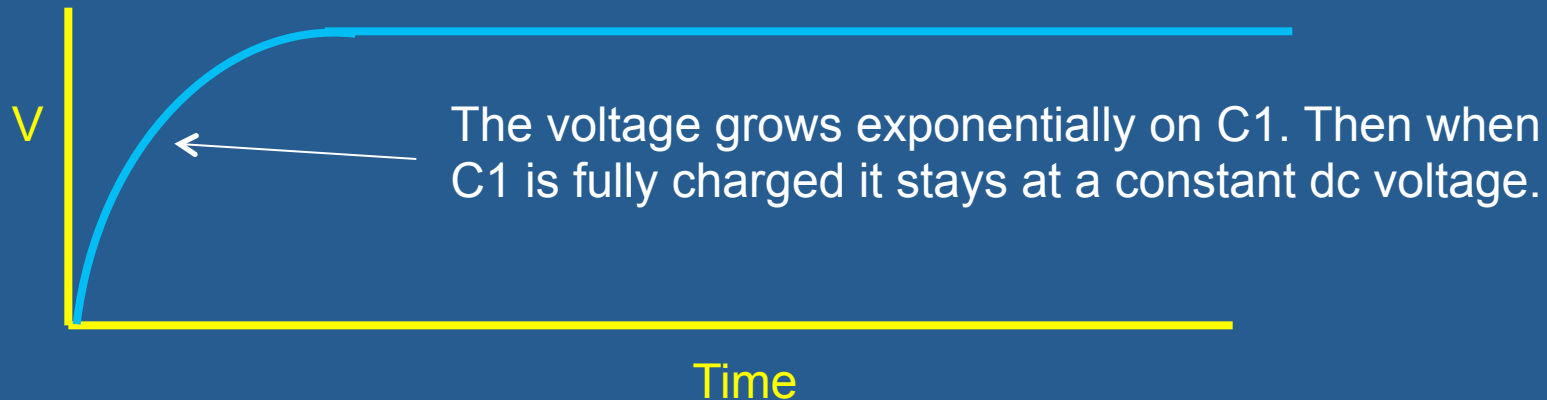 V
The voltage grows exponentially on C1. Then when
C1 is fully charged it stays at a constant dc voltage.
Time